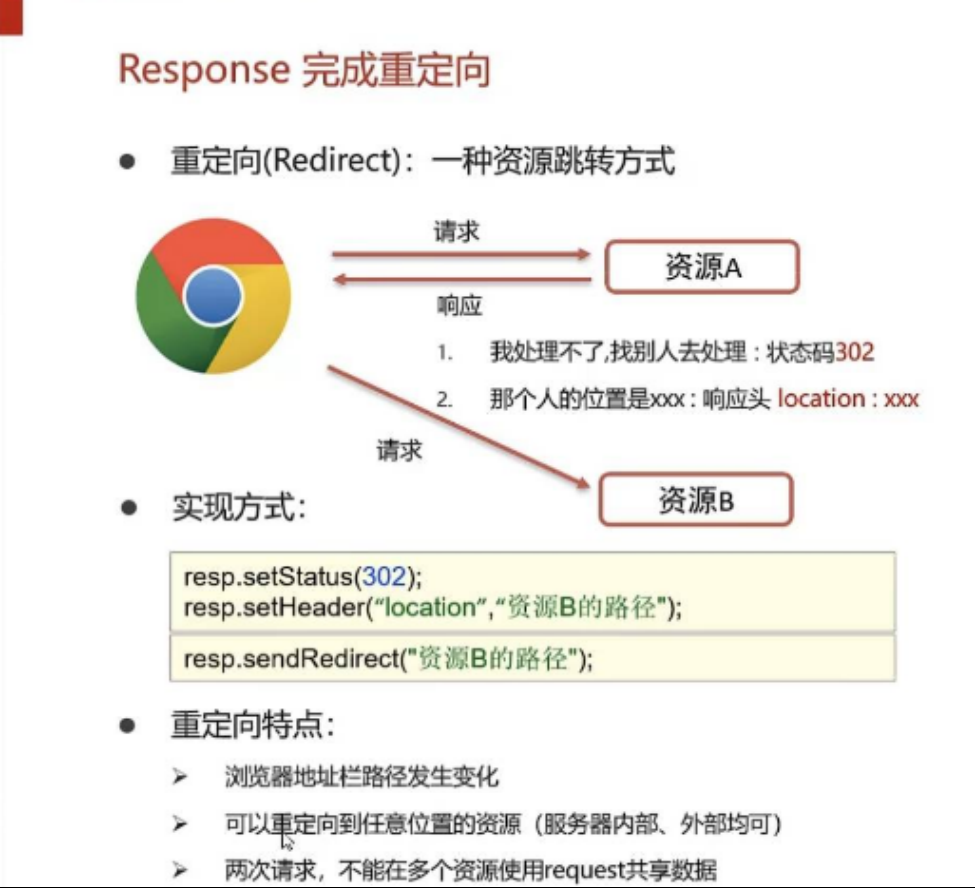 Response 完成重定向
● 重定向(Redirect)：一种资源跳转方式
请求
资源A
响应
1. 我处理不了,找别人去处理 : 状态码302
2. 那个人的位置是xxx : 响应头 location : xxx
请求
资源B
● 实现方式：
resp.setStatus(302);
resp.setHeader(“location”,“资源B的路径");
resp.sendRedirect("资源B的路径");
● 重定向特点：
➢ 浏览器地址栏路径发生变化
➢ 可以重定向到任意位置的资源（服务器内部、外部均可）
➢ 两次请求，不能在多个资源使用request共享数据